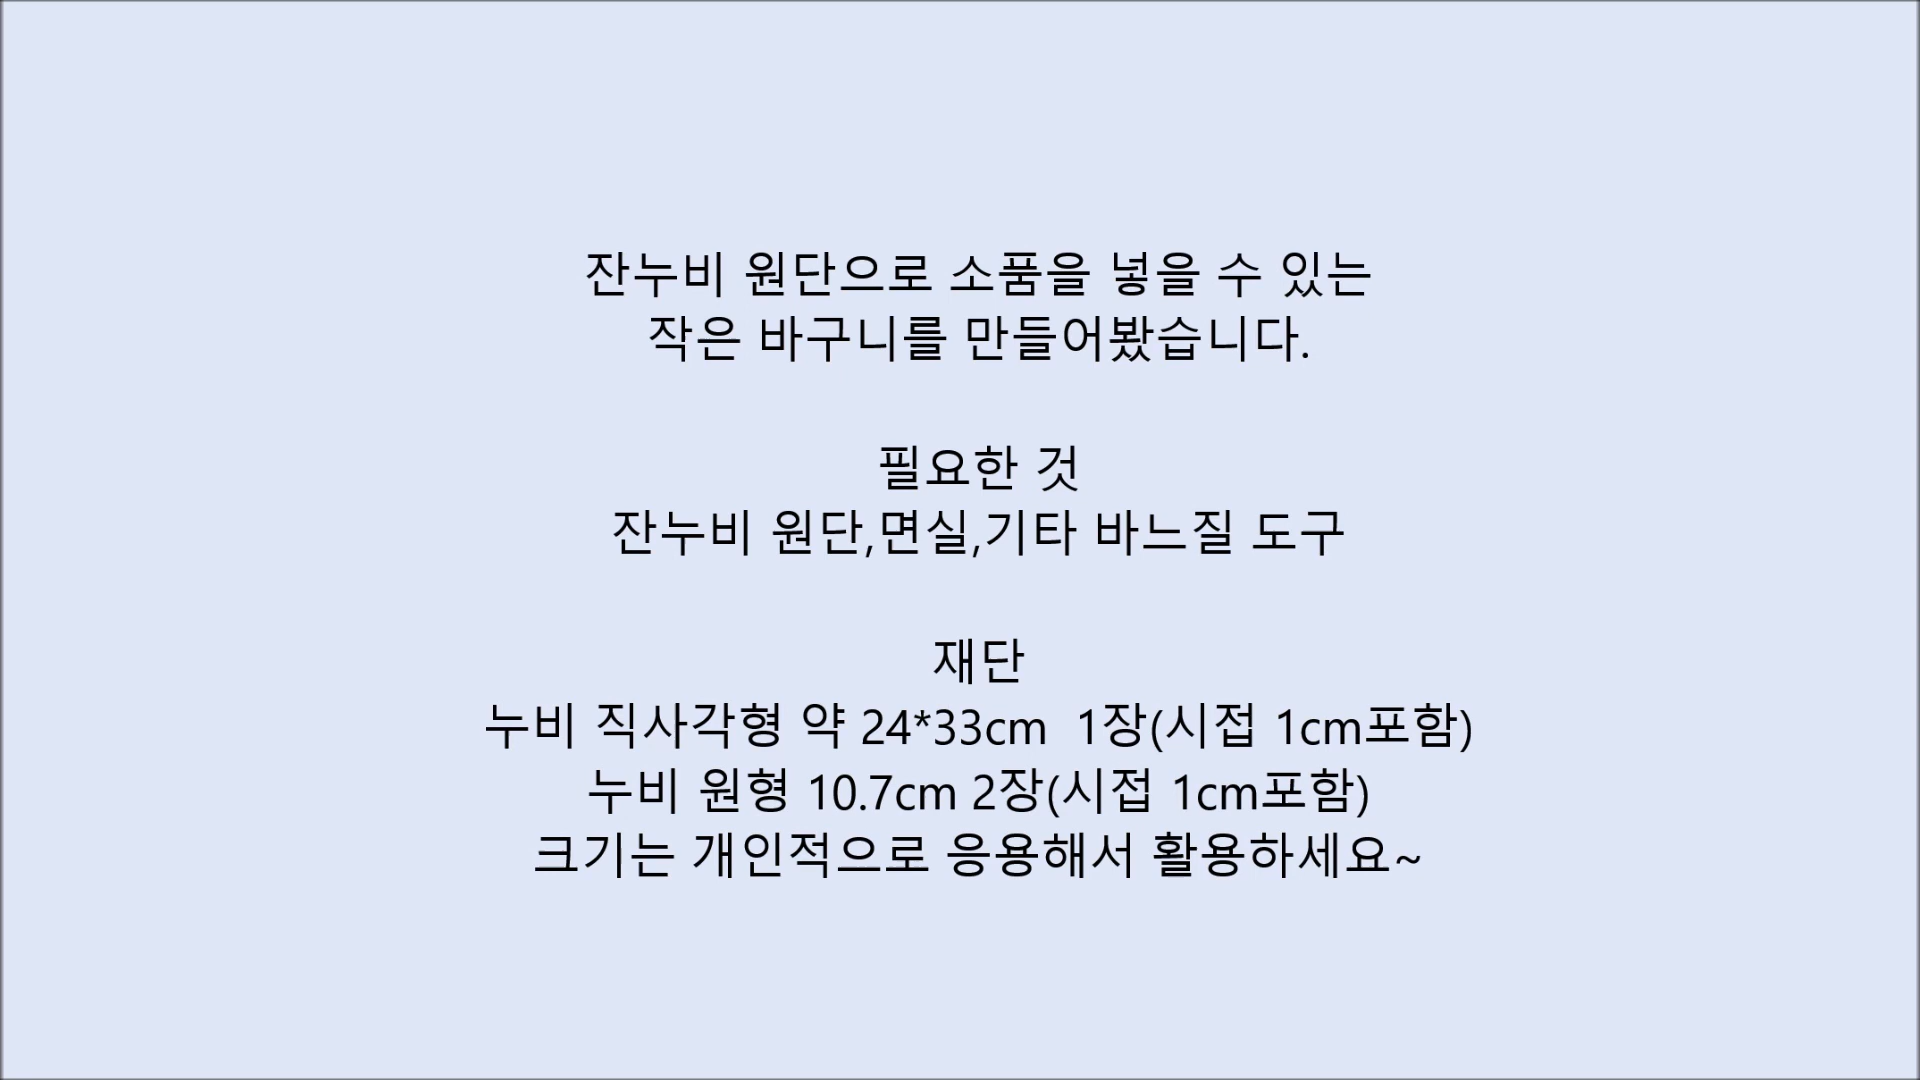 잔누비 원단으로 소품을 넣을 수 있는
작은 바구니를 만들어봤습니다.
필요한 것
잔누비 원단,면실,기타 바느질 도구
재단
누비 직사각형 약 24*33cm  1장(시접 1cm포함)
누비 원형 10.7cm 2장(시접 1cm포함)
크기는 개인적으로 응용해서 활용하세요~